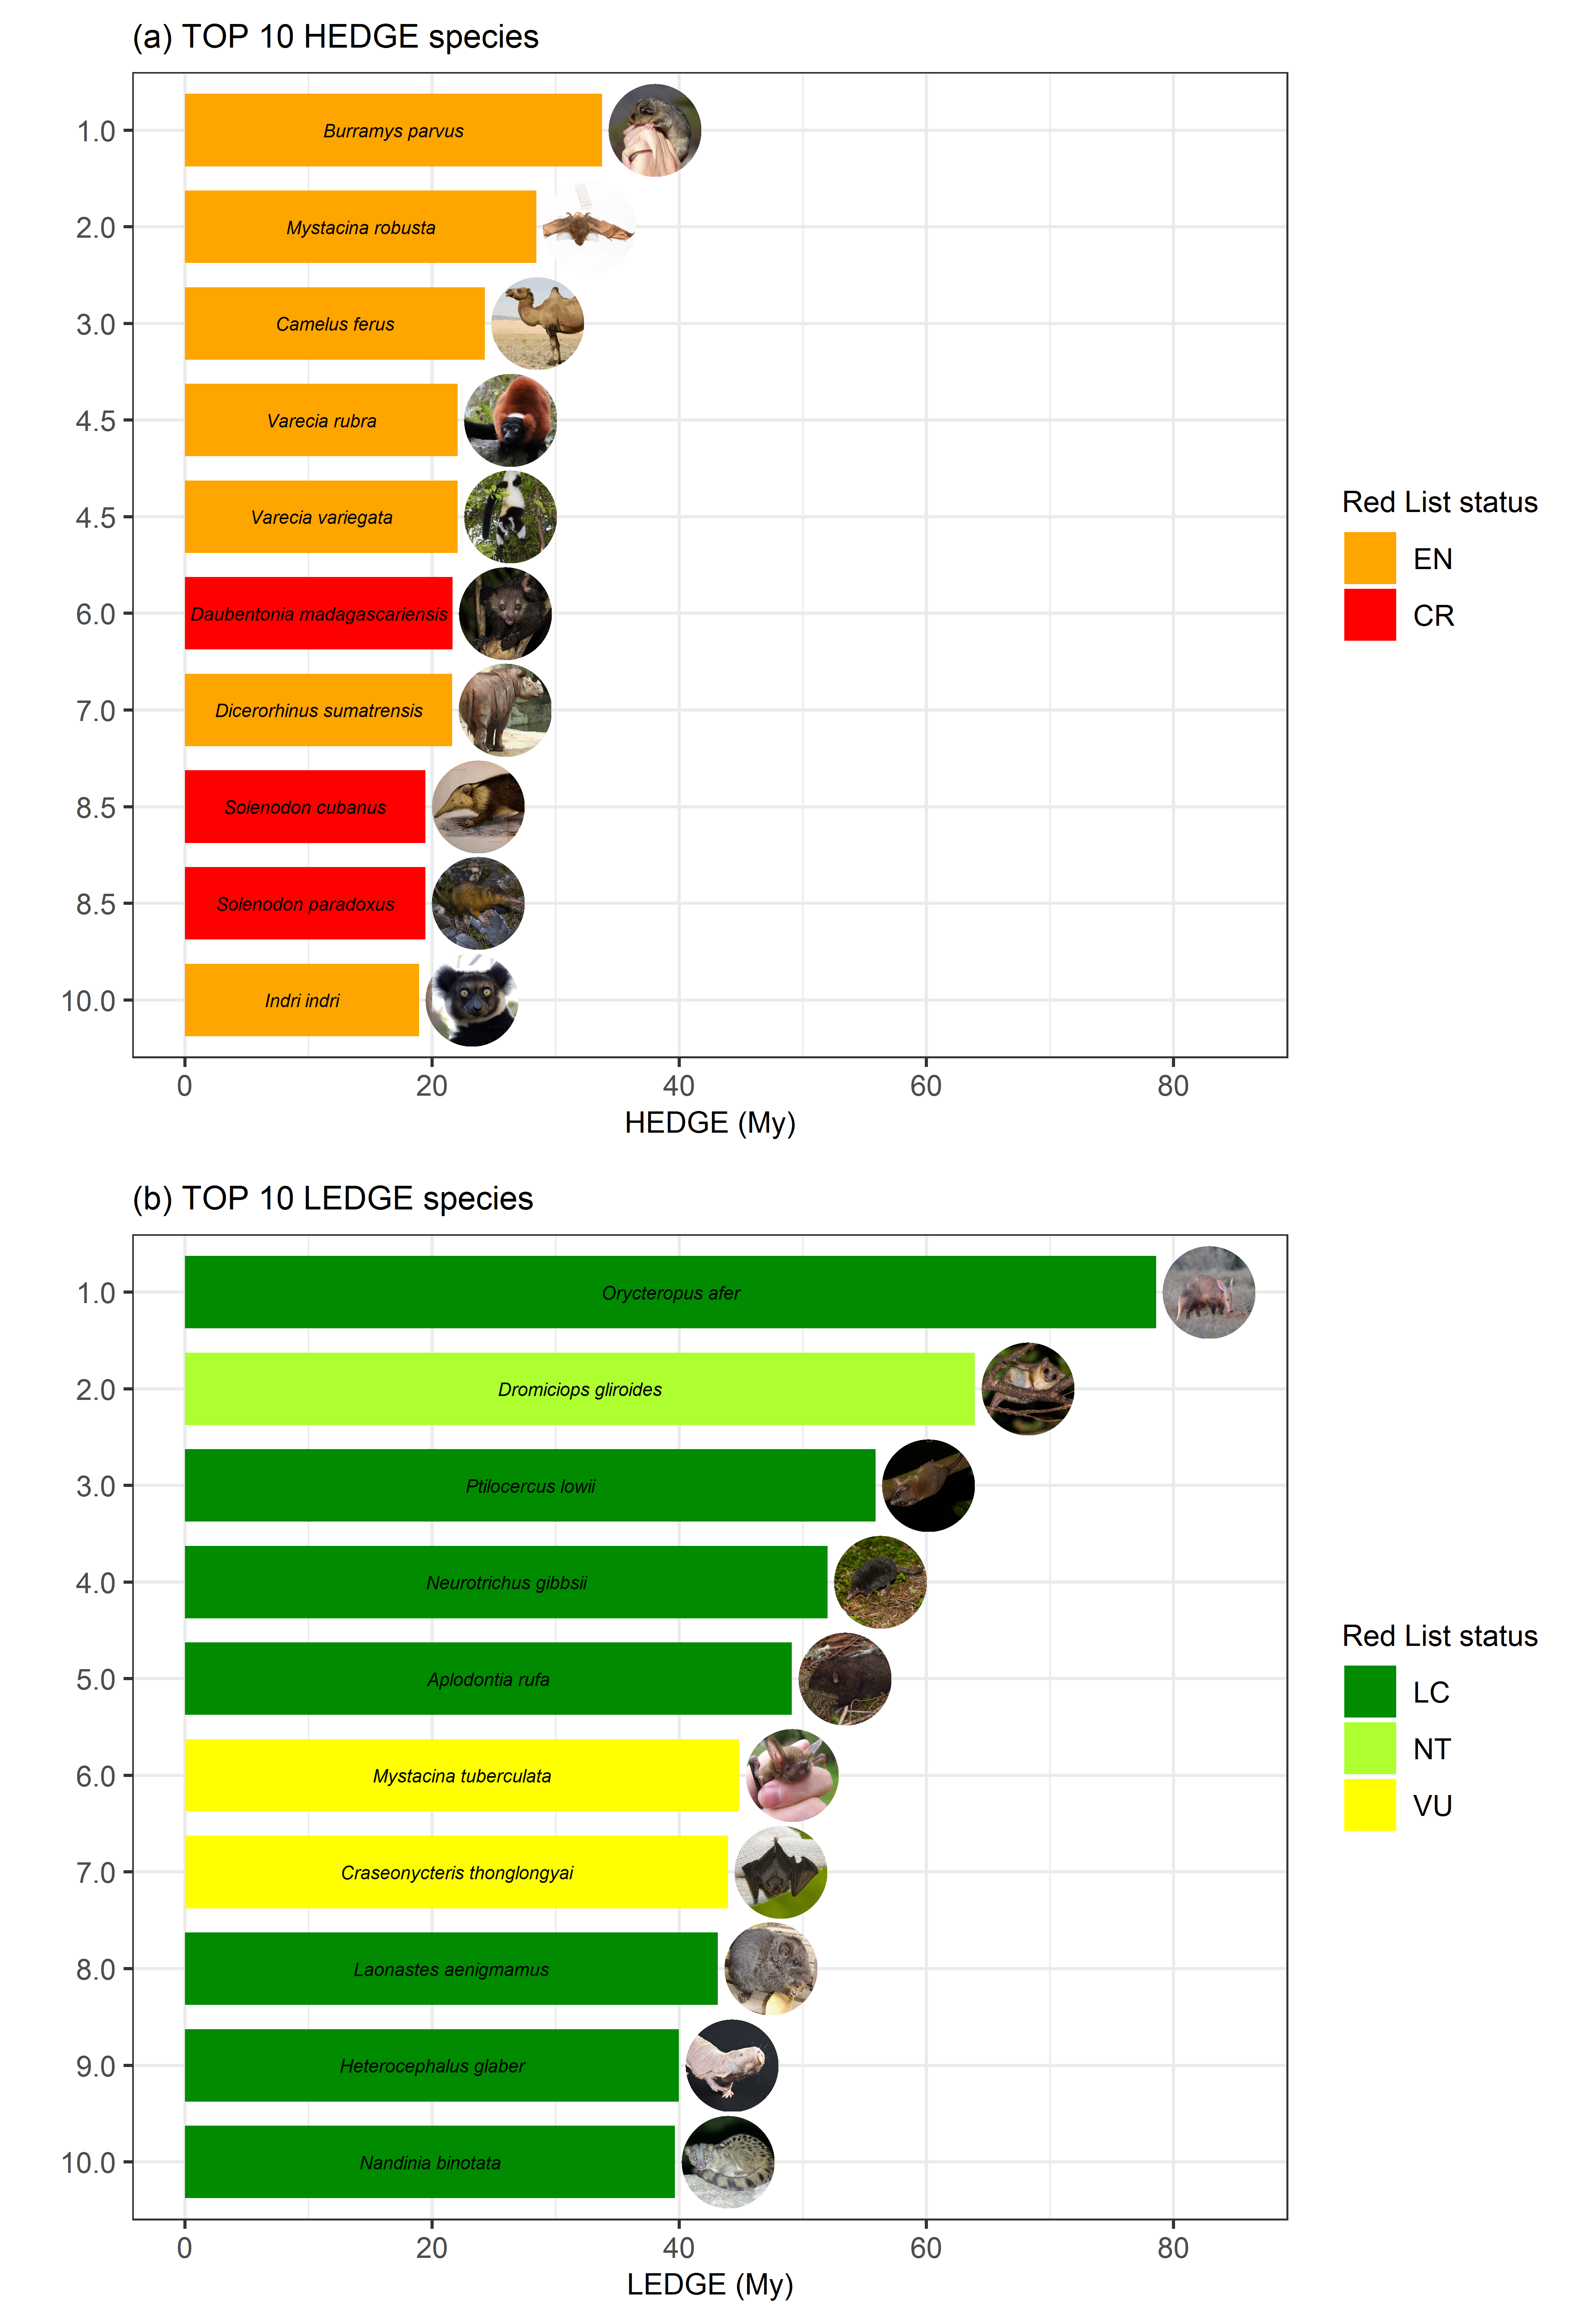 (a) TOP 10 HEDGE species
1.0
Burramys parvus
2.0
Mystacina robusta
3.0
Camelus ferus
4.5
Varecia rubra
4.5
Varecia variegata
6.0
Daubentonia madagascariensis
7.0
Dicerorhinus sumatrensis
8.5
Solenodon cubanus
8.5
Solenodon paradoxus
10.0
Indri indri
0 20 40 60 80
HEDGE (My)
Red List status
EN
CR
(b) TOP 10 LEDGE species
1.0
Orycteropus afer
2.0
Dromiciops gliroides
3.0
Ptilocercus lowii
4.0
Neurotrichus gibbsii
5.0
Aplodontia rufa
6.0
Mystacina tuberculata
7.0
Craseonycteris thonglongyai
8.0
Laonastes aenigmamus
9.0
Heterocephalus glaber
10.0
Nandinia binotata
0 20 40 60 80
LEDGE (My)
Red List status
LC
NT
VU